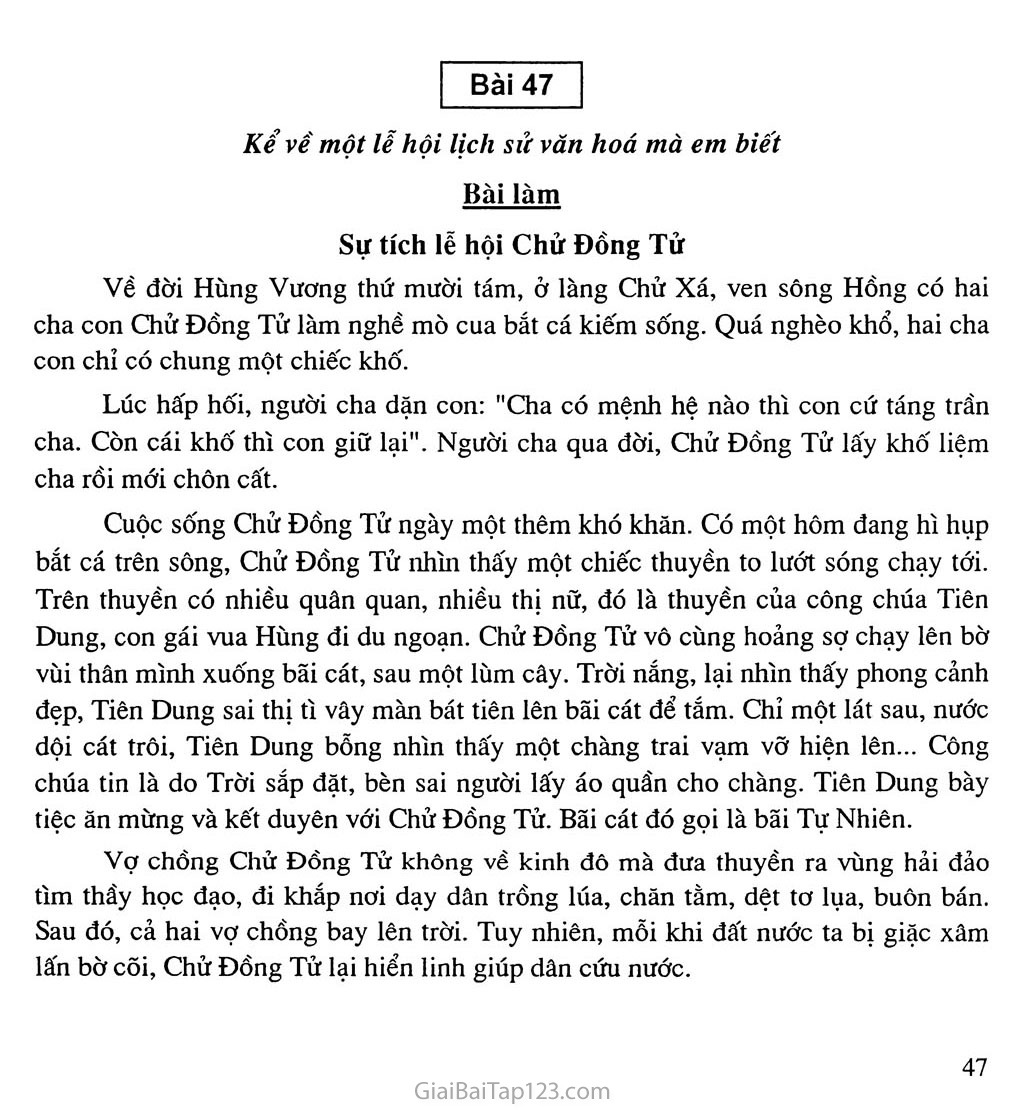 Bài 47
Kể về một lễ hội lịch sử văn hoá mà em biết
Bài làm
Sự tích lễ hội Chử Đồng Tử
Về đời Hùng Vương thứ mười tám, ở làng Chử Xá, ven sông Hồng có hai
cha con Chử Đồng Tử làm nghề mò cua bắt cá kiếm sống. Quá nghèo khổ, hai cha
con chỉ có chung một chiếc khố.
Lúc hấp hối, người cha dặn con: "Cha có mệnh hệ nào thì con cứ táng trần
cha. Còn cái khố thì con giữ lại". Người cha qua đời, Chử Đồng Tử lấy khố liệm
cha rồi mới chôn cất.
Cuộc sống Chử Đồng Tử ngày một thêm khó khăn. Có một hôm đang hì hụp
bắt cá trên sông, Chử Đồng Tử nhìn thấy một chiếc thuyền to lướt sóng chạy tới.
Trên thuyền có nhiều quân quan, nhiều thị nữ, đó là thuyền của công chúa Tiên
Dung, con gái vua Hùng đi du ngoạn. Chử Đồng Tử vô cùng hoảng sợ chạy lên bờ
vùi thân mình xuống bãi cát, sau một lùm cây. Trời nắng, lại nhìn thấy phong cảnh
đẹp, Tiên Dung sai thị tì vây màn bát tiên lên bãi cát để tắm. Chỉ một lát sau, nước
dội cát trôi, Tiên Dung bỗng nhìn thấy một chàng trai vạm vỡ hiện lên... Công
chúa tin là do Trời sắp đặt, bèn sai người lấy áo quần cho chàng. Tiên Dung bày
tiệc ăn mừng và kết duyên với Chử Đồng Tử. Bãi cát đó gọi là bãi Tự Nhiên.
Vợ chồng Chử Đồng Tử không về kinh đô mà đưa thuyền ra vùng hải đảo
tìm thầy học đạo, đi khắp nơi dạy dân trồng lúa, chăn tằm, dệt tơ lụa, buôn bán.
Sau đó, cả hai vợ chồng bay lên trời. Tuy nhiên, mỗi khi đất nước ta bị giặc xâm
lấn bờ cõi, Chử Đồng Tử lại hiển linh giúp dân cứu nước.
47
GiaiBaiTap123.com